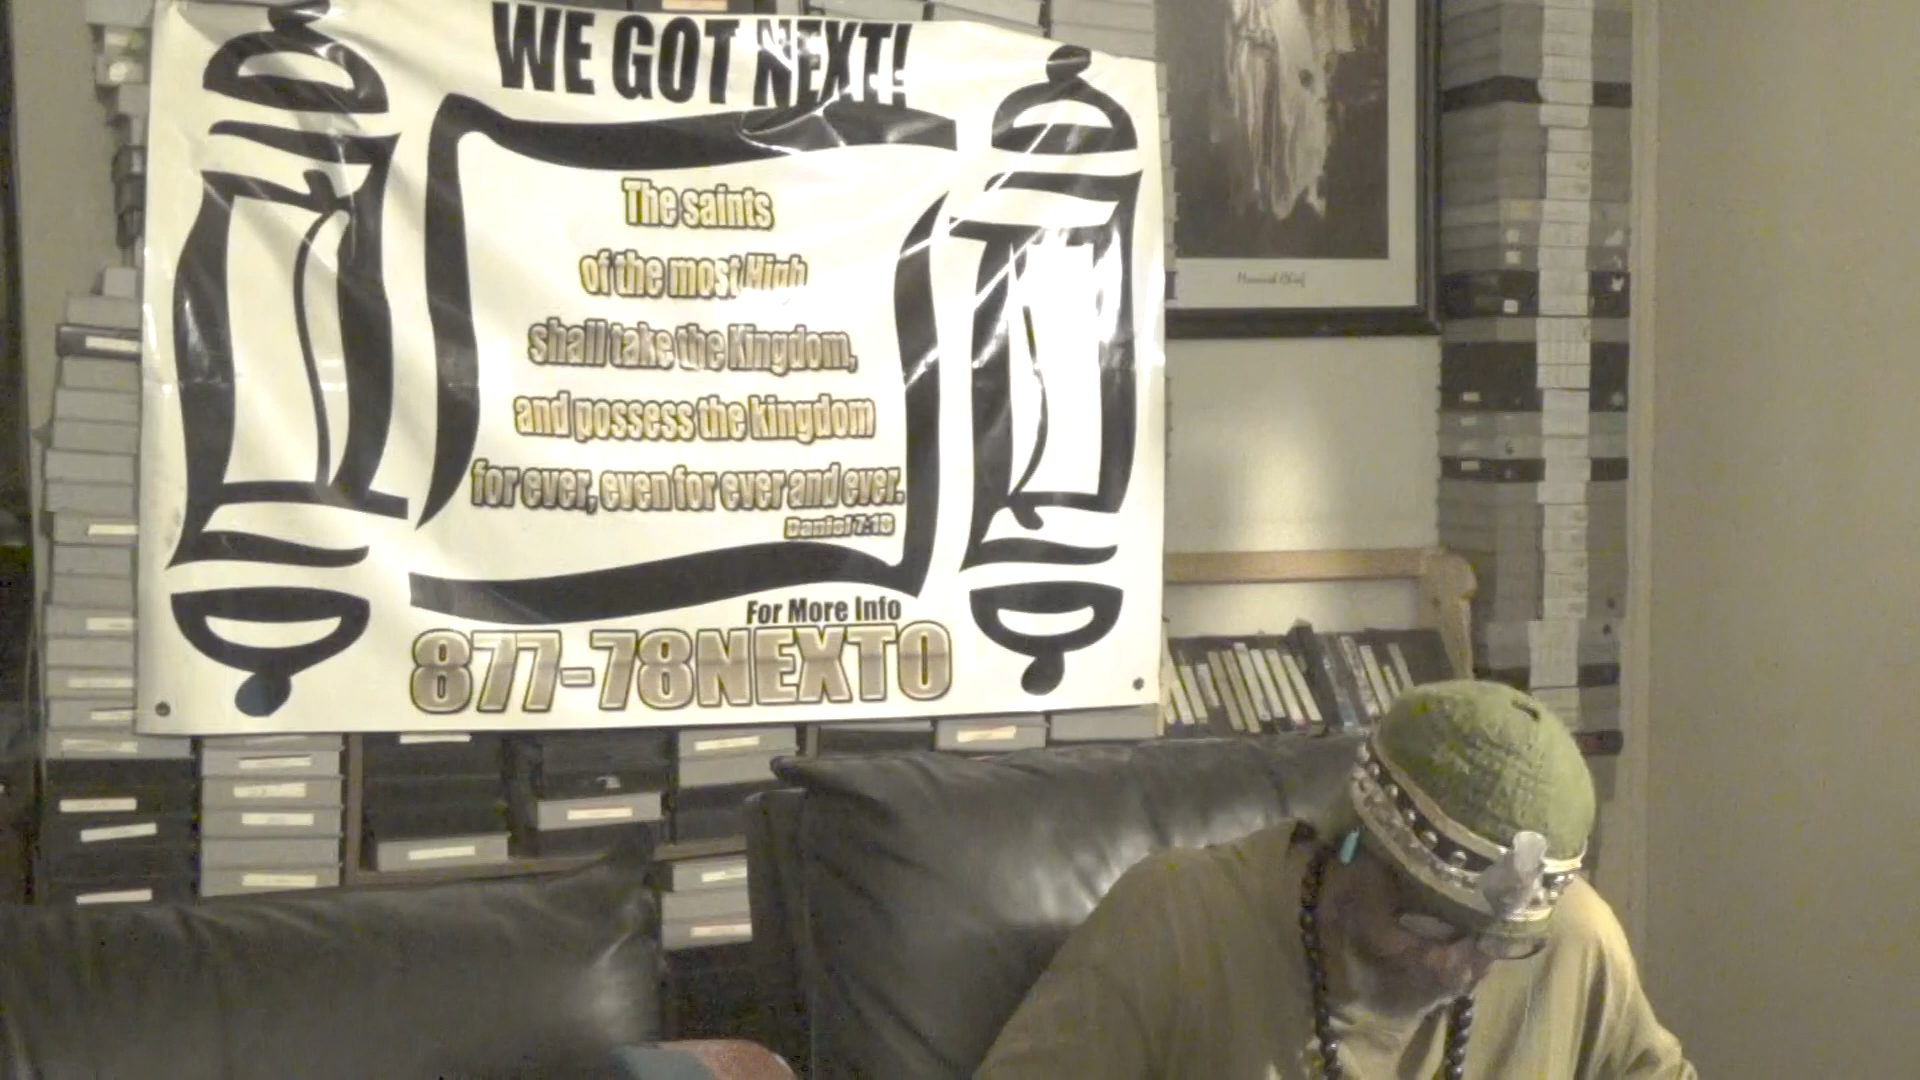 WE GOT NEXT!
The saints
of the most High
shall take the Kingdom,
and possess the kingdom
for ever, even for ever and ever.
Daniel 7:18
For More Info
877-78NEXTO